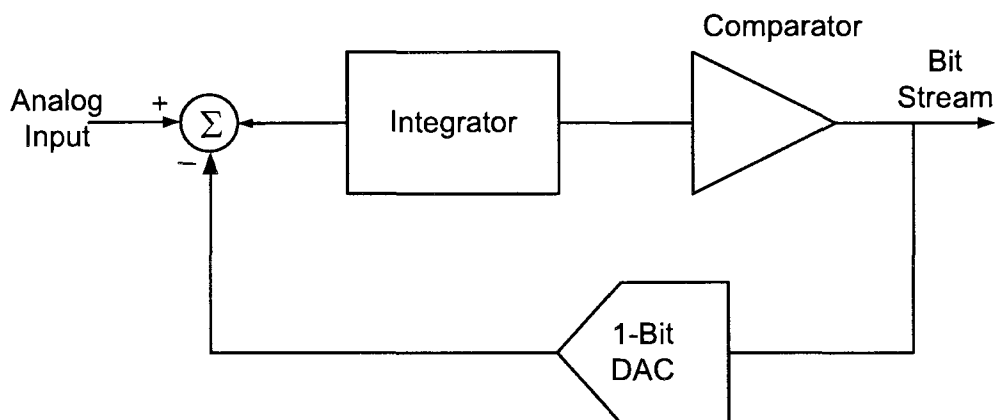 Comparator
Analog
Input
+
Σ
−
Integrator
Bit
Stream
1-Bit
DAC